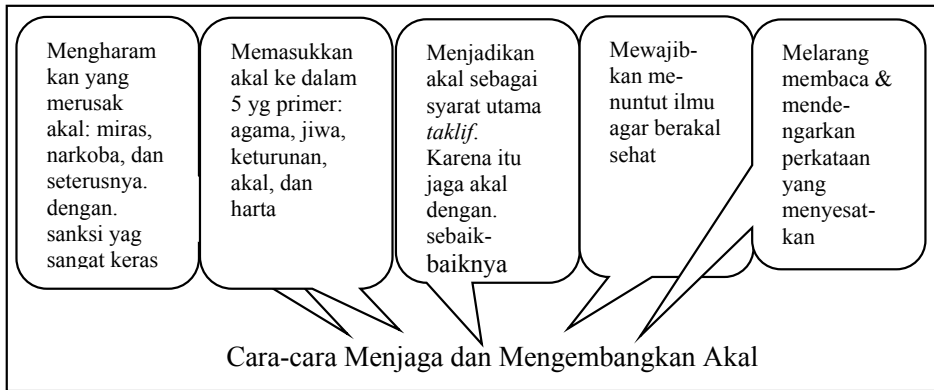 Mengharam
kan yang
merusak
akal: miras,
narkoba, dan
seterusnya.
dengan.
sanksi yag
sangat keras
Memasukkan
akal ke dalam
5 yg primer:
agama, jiwa,
keturunan,
akal, dan
harta
Menjadikan
akal sebagai
syarat utama
taklif.
Karena itu
jaga akal
dengan.
sebaik-
baiknya
Mewajib-
kan me-
nuntut ilmu
agar berakal
sehat
Melarang
membaca &
mende-
ngarkan
perkataan
yang
menyesat-
kan
Cara-cara Menjaga dan Mengembangkan Akal